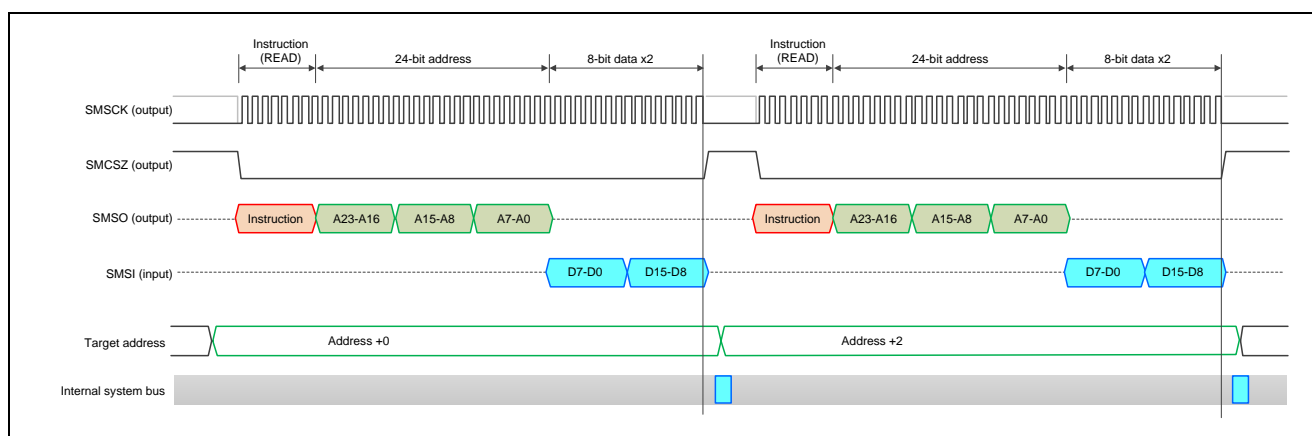 Instruction
(READ) 24-bit address 8-bit data x2 Instruction
(READ) 24-bit address 8-bit data x2
SMSCK (output)
SMCSZ (output)
SMSO (output) Instruction A23-A16 A15-A8 A7-A0 Instruction A23-A16 A15-A8 A7-A0
SMSI (input) D7-D0 D15-D8 D7-D0 D15-D8
Target address Address +0 Address +2
Internal system bus